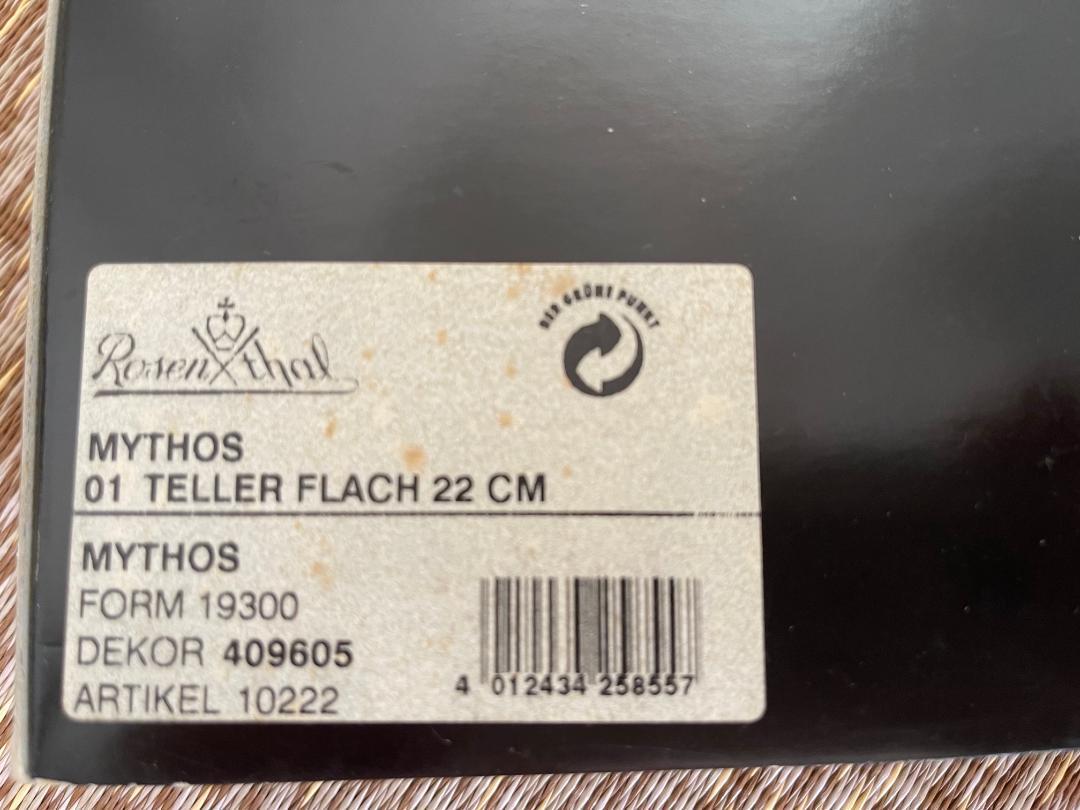 Rosenthal
DER GRÜNE PUNKT
MYTHOS
01 TELLER FLACH 22 CM
MYTHOS
FORM 19300
DEKOR 409605
ARTIKEL 10222
4 012434 258557